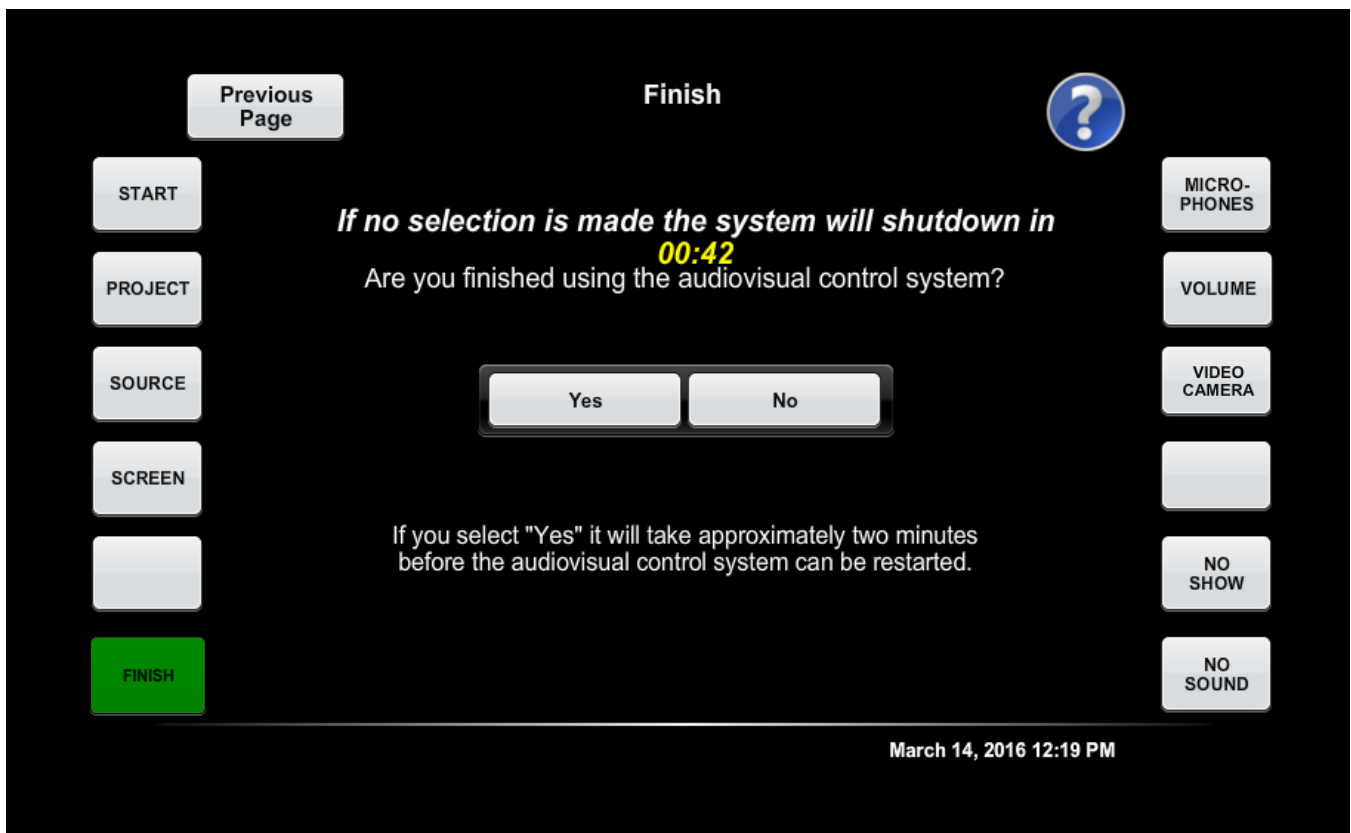 Previous
Page
Finish
?
START
MICRO-
PHONES
If no selection is made the system will shutdown in
00:42
Are you finished using the audiovisual control system?
PROJECT
VOLUME
SOURCE
VIDEO
CAMERA
Yes
No
SCREEN
If you select "Yes" it will take approximately two minutes
before the audiovisual control system can be restarted.
NO
SHOW
FINISH
NO
SOUND
March 14, 2016 12:19 PM